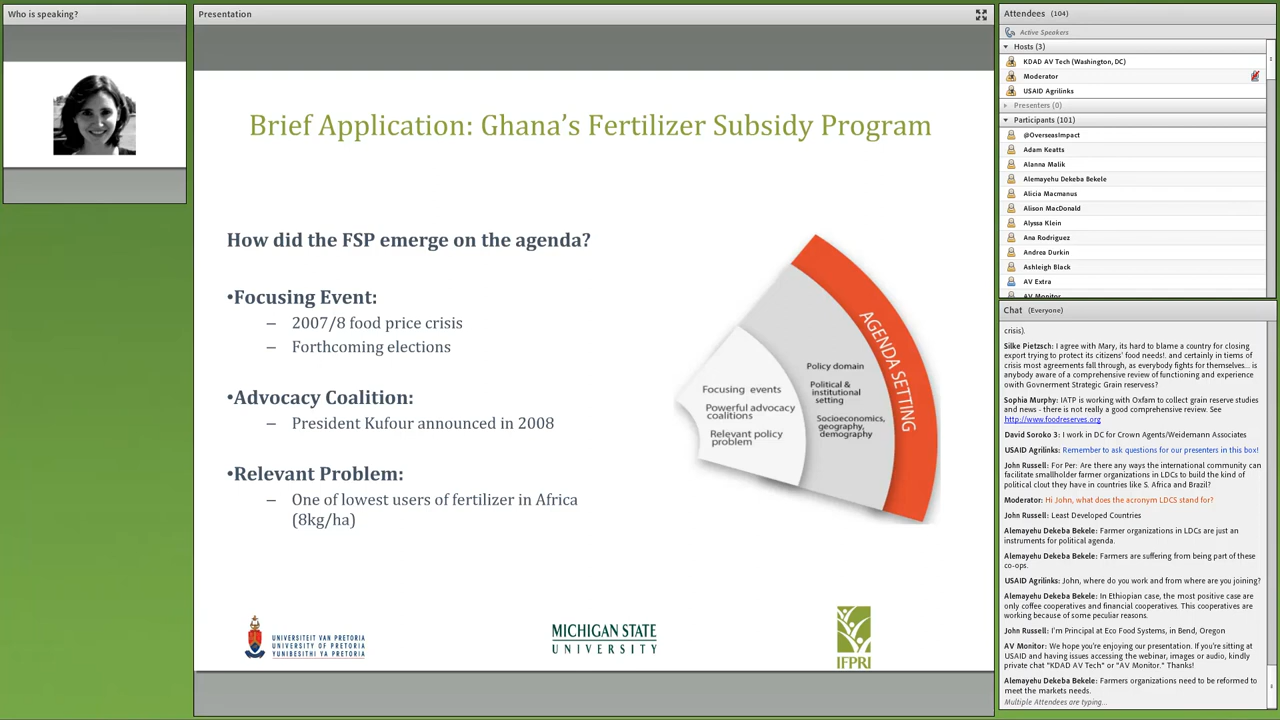 Who is speaking?
Presentation
Brief Application: Ghana's Fertilizer Subsidy Program
How did the FSP emerge on the agenda?
•Focusing Event:
– 2007/8 food price crisis
– Forthcoming elections
•Advocacy Coalition:
– President Kufour announced in 2008
•Relevant Problem:
– One of lowest users of fertilizer in Africa
(8kg/ha)
Focusing events
Powerful advocacy
coalitions
Relevant policy
problem
Policy domain
Political &
institutional
setting
Socioeconomics,
geography,
demography
AGENDA SETTING
UNIVERSITEIT VAN PRETORIA
UNIVERSITY OF PRETORIA
YUNIBESITHI YA PRETORIA
MICHIGAN STATE
UNIVERSITY
IFPRI
Attendees (104)
Active Speakers
Hosts (3)
KDAD AV Tech (Washington, DC)
Moderator
USAID Agrilinks
Presenters (0)
Participants (101)
@OverseasImpact
Adam Keatts
Alanna Malik
Alemayehu Dekeba Bekele
Alicia Macmanus
Alison MacDonald
Alyssa Klein
Ana Rodriguez
Andrea Durkin
Ashleigh Black
AV Extra
AV Monitor
Chat (Everyone)
crisis).
Silke Pietzsch: I agree with Mary, its hard to blame a country for closing
export trying to protect its citizens' food needs!. and certainly in tiems of
crisis most agreements fall through, as everybody fights for themselves... is
anybody aware of a comprehensive review of functioning and experience
owith Govnerment Strategic Grain reservess?
Sophia Murphy: IATP is working with Oxfam to collect grain reserve studies
and news - there is not really a good comprehensive review. See
http://www.foodreserves.org
David Soroko 3: I work in DC for Crown Agents/Weidemann Associates
USAID Agrilinks: Remember to ask questions for our presenters in this box!
John Russell: For Per: Are there any ways the international community can
facilitate smallholder farmer organizations in LDCs to build the kind of
political clout they have in countries like S. Africa and Brazil?
Moderator: Hi John, what does the acronym LDCS stand for?
John Russell: Least Developed Countries
Alemayehu Dekeba Bekele: Farmer organizations in LDCs are just an
instruments for political agenda.
Alemayehu Dekeba Bekele: Farmers are suffering from being part of these
co-ops.
USAID Agrilinks: John, where do you work and from where are you joining?
Alemayehu Dekeba Bekele: In Ethiopian case, the most positive case are
only coffee cooperatives and financial cooperatives. This cooperatives are
working because of some peculiar reasons.
John Russell: I'm Principal at Eco Food Systems, in Bend, Oregon
AV Monitor: We hope you're enjoying our presentation. If you're sitting at
USAID and having issues accessing the webinar, images or audio, kindly
private chat "KDAD AV Tech" or "AV Monitor." Thanks!
Alemayehu Dekeba Bekele: Farmers organizations need to be reformed to
meet the markets needs.
Multiple Attendees are typing...